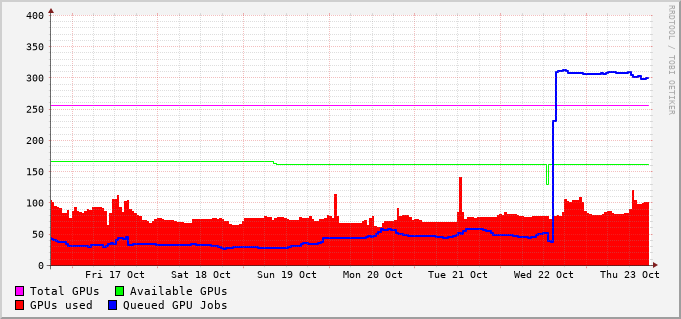 400
350
300
250
200
150
100
50
0
Fri 17 Oct Sat 18 Oct Sun 19 Oct Mon 20 Oct Tue 21 Oct Wed 22 Oct Thu 23 Oct
Total GPUs Available GPUs
GPUs used Queued GPU Jobs
RRDTOOL / TOBI OETIKER